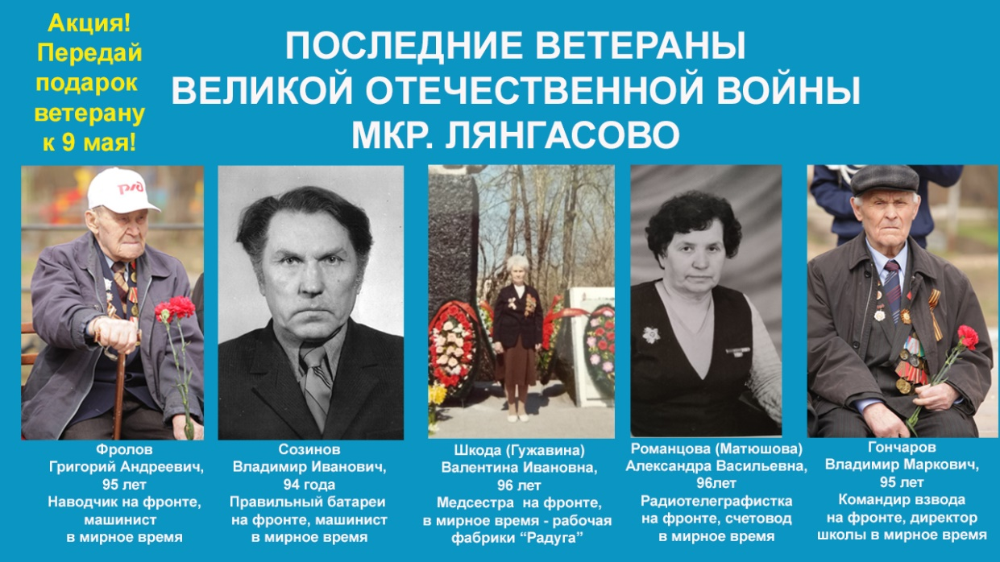 Акция!
Передай
подарок
ветерану
к 9 мая!
ПОСЛЕДНИЕ ВЕТЕРАНЫ
ВЕЛИКОЙ ОТЕЧЕСТВЕННОЙ ВОЙНЫ
МКР. ЛЯНГАСОВО
ржд
Фролов
Григорий Андреевич,
95 лет
Наводчик на фронте,
машинист
в мирное время
Созинов
Владимир Иванович,
94 года
Правильный батареи
на фронте, машинист
в мирное время
Шкода (Гужавина)
Валентина Ивановна,
96 лет
Медсестра на фронте,
в мирное время - рабочая
фабрики “Радуга”
Романцова (Матюшова)
Александра Васильевна,
96лет
Радиотелеграфистка
на фронте, счетовод
в мирное время
Гончаров
Владимир Маркович,
95 лет
Командир взвода
на фронте, директор
школы в мирное время